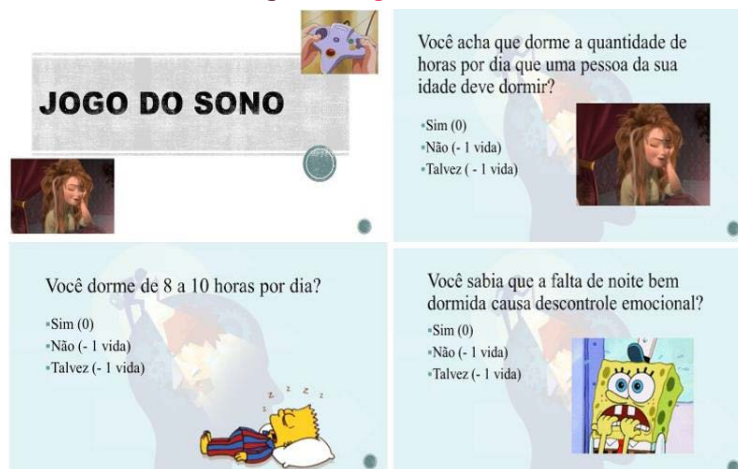 JOGO DO SONO
Você acha que dorme a quantidade de
horas por dia que uma pessoa da sua
idade deve dormir?
▪Sim (0)
▪Não (- 1 vida)
▪Talvez ( - 1 vida)
Você dorme de 8 a 10 horas por dia?
▪Sim (0)
▪Não (- 1 vida)
▪Talvez (- 1 vida)
z z z z
Você sabia que a falta de noite bem
dormida causa descontrole emocional?
▪Sim (0)
▪Não (- 1 vida)
▪Talvez (- 1 vida)